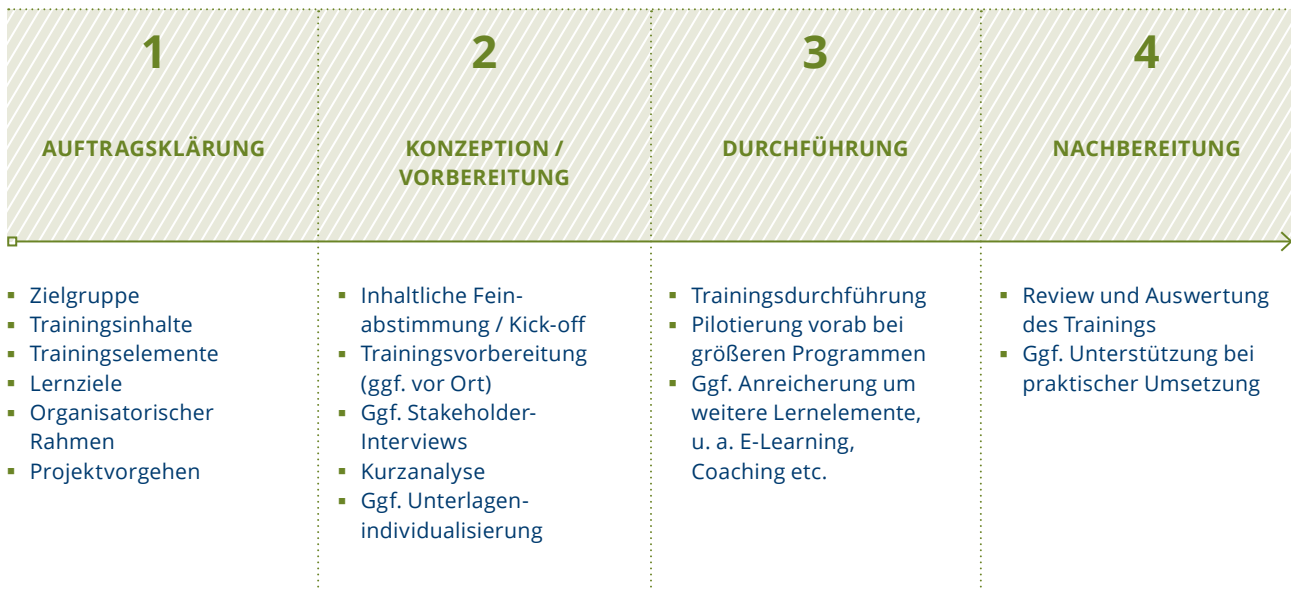 1
AUFTRAGSKLÄRUNG
▪ Zielgruppe
▪ Trainingsinhalte
▪ Trainingselemente
▪ Lernziele
▪ Organisatorischer
Rahmen
▪ Projektvorgehen
2
KONZEPTION /
VORBEREITUNG
▪ Inhaltliche Fein-
abstimmung / Kick-off
▪ Trainingsvorbereitung
(ggf. vor Ort)
▪ Ggf. Stakeholder-
Interviews
▪ Kurzanalyse
▪ Ggf. Unterlagen-
individualisierung
3
DURCHFÜHRUNG
▪ Trainingsdurchführung
▪ Pilotierung vorab bei
größeren Programmen
▪ Ggf. Anreicherung um
weitere Lernelemente,
u. a. E-Learning,
Coaching etc.
4
NACHBEREITUNG
▪ Review und Auswertung
des Trainings
▪ Ggf. Unterstützung bei
praktischer Umsetzung